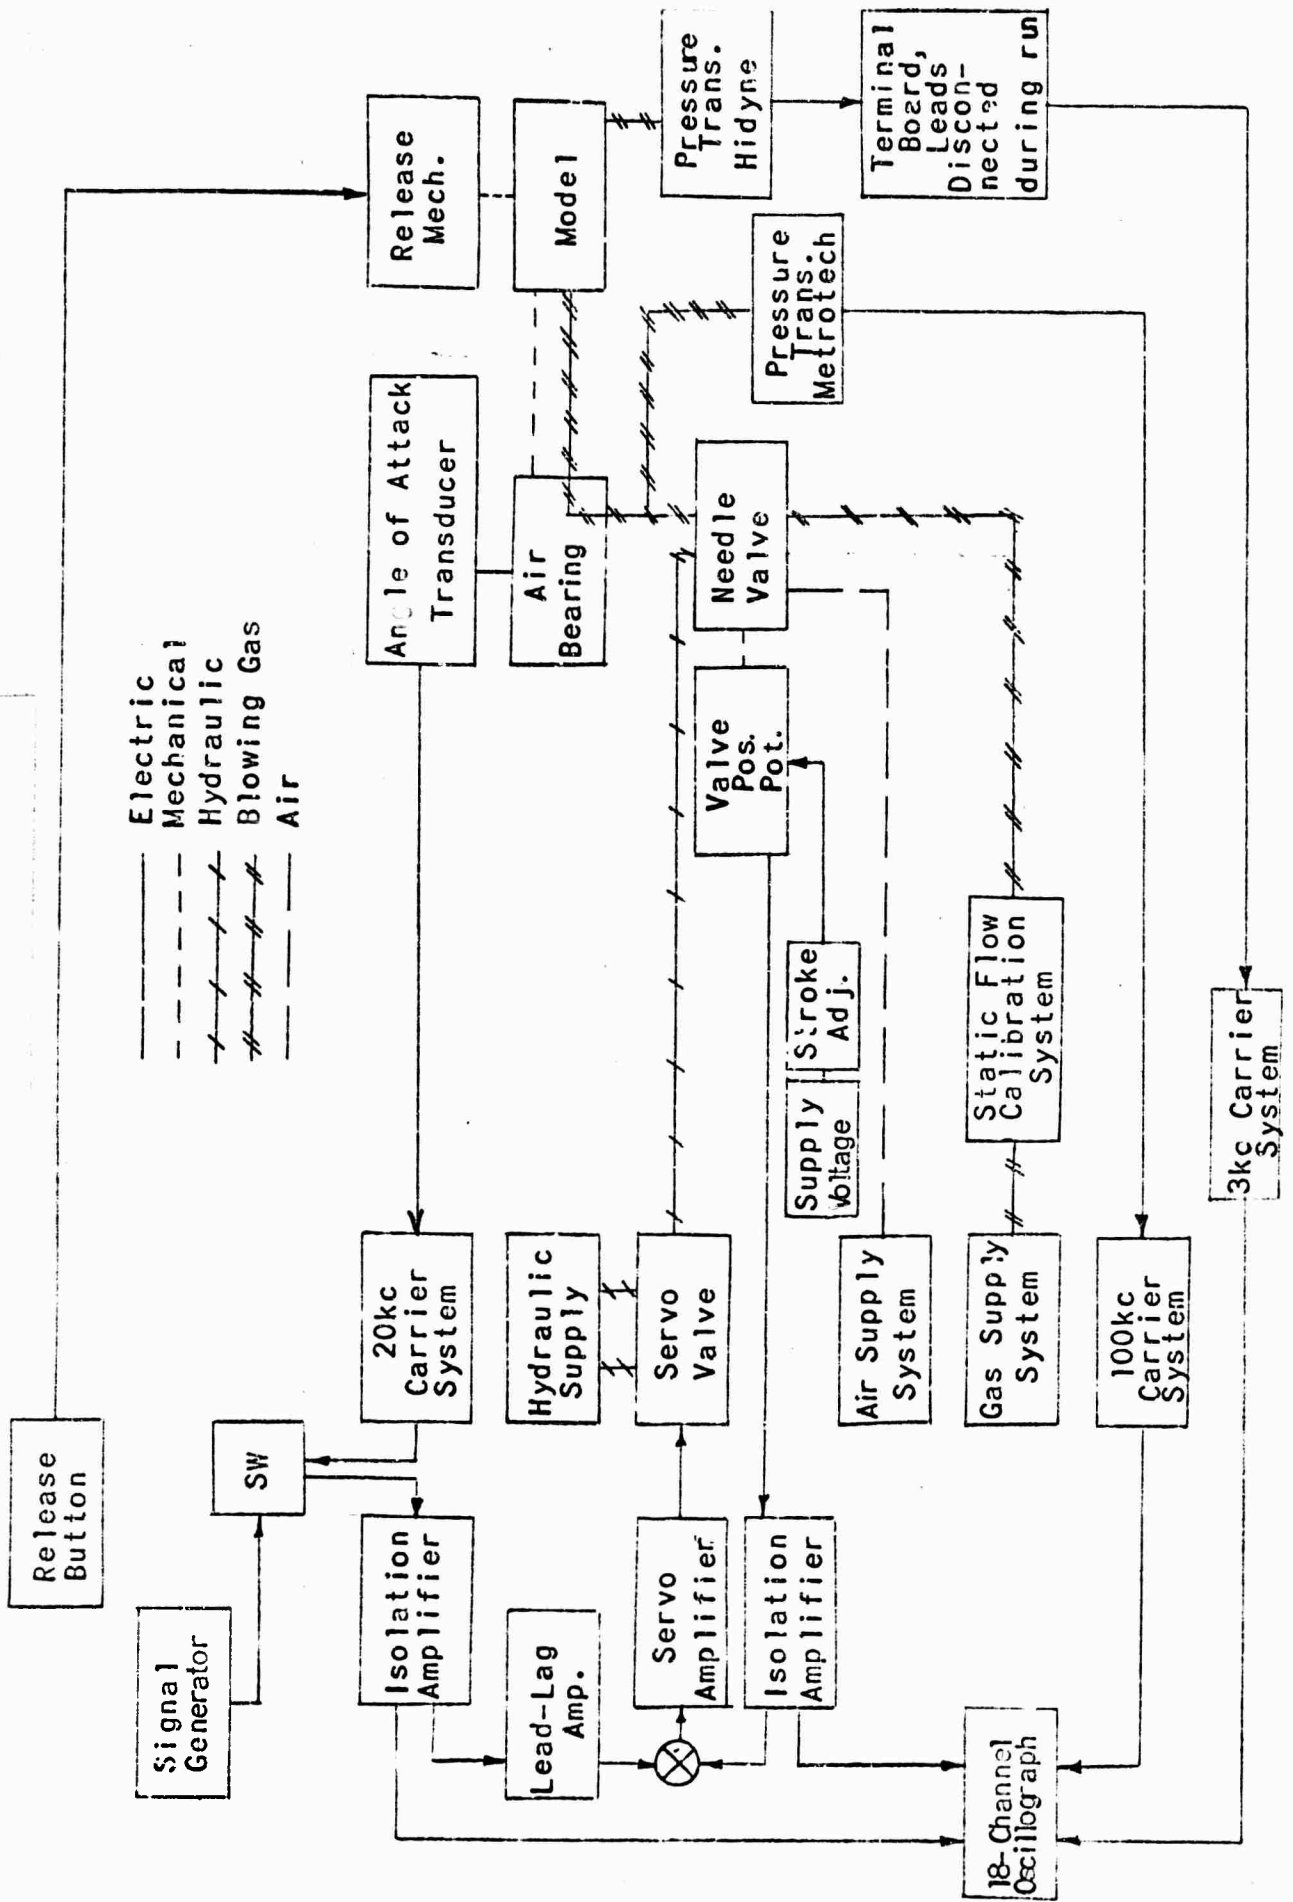 Release
Button
Signal
Generator
SW
Electric
Mechanical
Hydraulic
Blowing Gas
Air
Isolation
Amplifier
20kc
Carrier
System
Angle of Attack
Transducer
Release
Mech.
Lead-Lag
Amp.
Hydraulic
Supply
Air
Bearing
Model
Servo
Amplifier
Servo
Valve
Valve
Pos.
Pot.
Needle
Valve
Pressure
Trans.
Hidyne
Isolation
Amplifier
Supply
Voltage
Stroke
Adj.
Pressure
Trans.
Metrotech
Air Supply
System
Terminal
Board,
Leads
Discon-
nected
during run
18-Channel
Oscillograph
Gas Supply
System
Static Flow
Calibration
System
100kc
Carrier
System
3kc Carrier
System